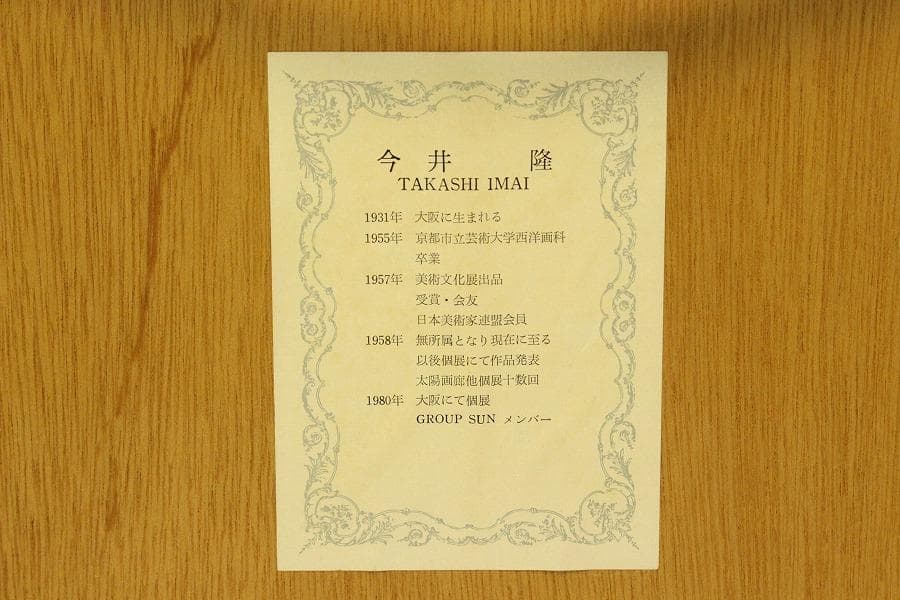 今井 隆
TAKASHI IMAI
1931年 大阪に生まれる
1955年 京都市立芸術大学西洋画科
卒業
1957年 美術文化展出品
受賞・会友
日本美術家連盟会員
1958年 無所属となり現在に至る
以後個展にて作品発表
太陽画廊他個展十数回
1980年 大阪にて個展
GROUP SUN メンバー